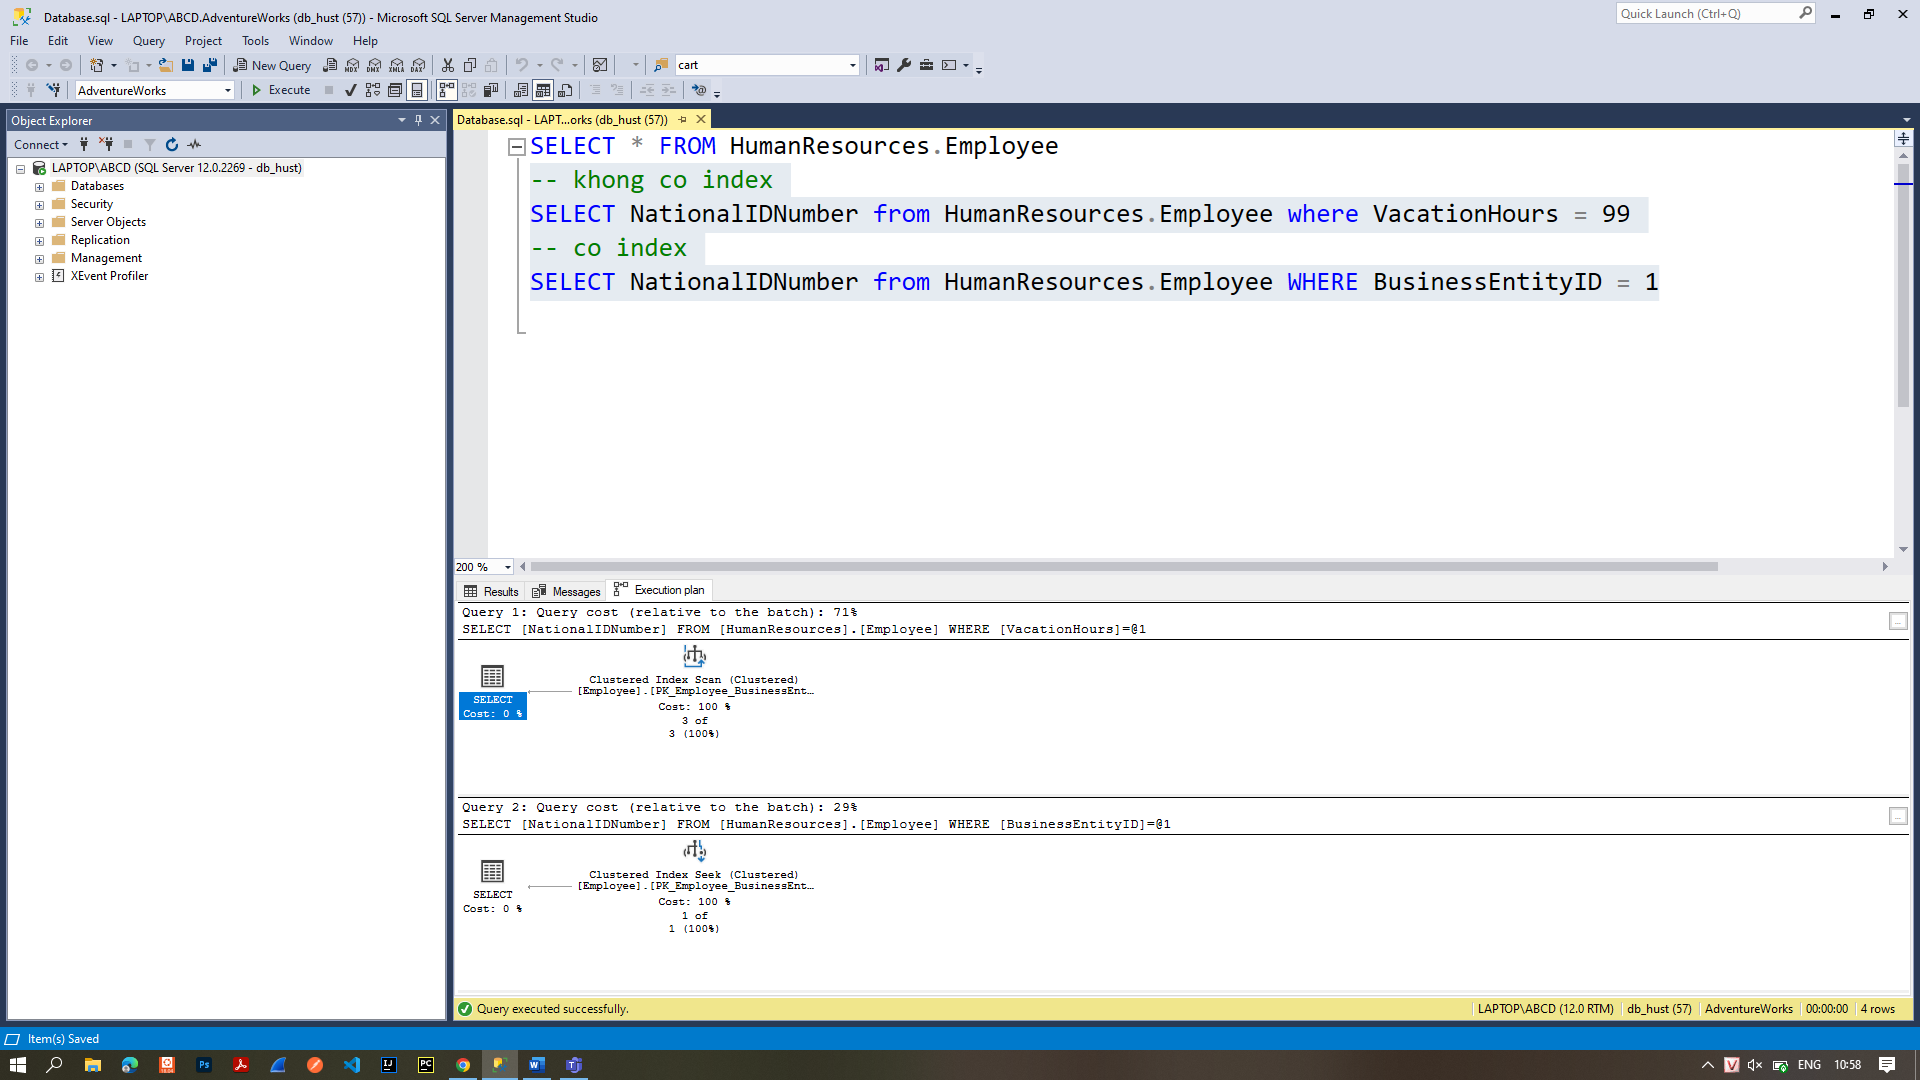 Database.sql - LAPTOP\ABCD.AdventureWorks (db_hust (57)) - Microsoft SQL Server Management Studio
Quick Launch (Ctrl+Q)
File Edit View Query Project Tools Window Help
New Query
MDX DMX XMLA DAX
cart
AdventureWorks
Execute
Object Explorer
Connect
LAPTOP\ABCD (SQL Server 12.0.2269 - db_hust)
Databases
Security
Server Objects
Replication
Management
XEvent Profiler
Database.sql - LAPT...orks (db_hust (57))
SELECT * FROM HumanResources.Employee
-- khong co index
SELECT NationalIDNumber from HumanResources.Employee where VacationHours = 99
-- co index
SELECT NationalIDNumber from HumanResources.Employee WHERE BusinessEntityID = 1
200 %
Results Messages Execution plan
Query 1: Query cost (relative to the batch): 71%
SELECT [NationalIDNumber] FROM [HumanResources].[Employee] WHERE [VacationHours]=@1
SELECT
Cost: 0 %
Clustered Index Scan (Clustered)
[Employee].[PK_Employee_BusinessEnt…
Cost: 100 %
3 of
3 (100%)
Query 2: Query cost (relative to the batch): 29%
SELECT [NationalIDNumber] FROM [HumanResources].[Employee] WHERE [BusinessEntityID]=@1
SELECT
Cost: 0 %
Clustered Index Seek (Clustered)
[Employee].[PK_Employee_BusinessEnt…
Cost: 100 %
1 of
1 (100%)
Query executed successfully.
LAPTOP\ABCD (12.0 RTM) db_hust (57) AdventureWorks 00:00:00 4 rows
Item(s) Saved
Ps
IJ
PC
W
V
ENG
10:58